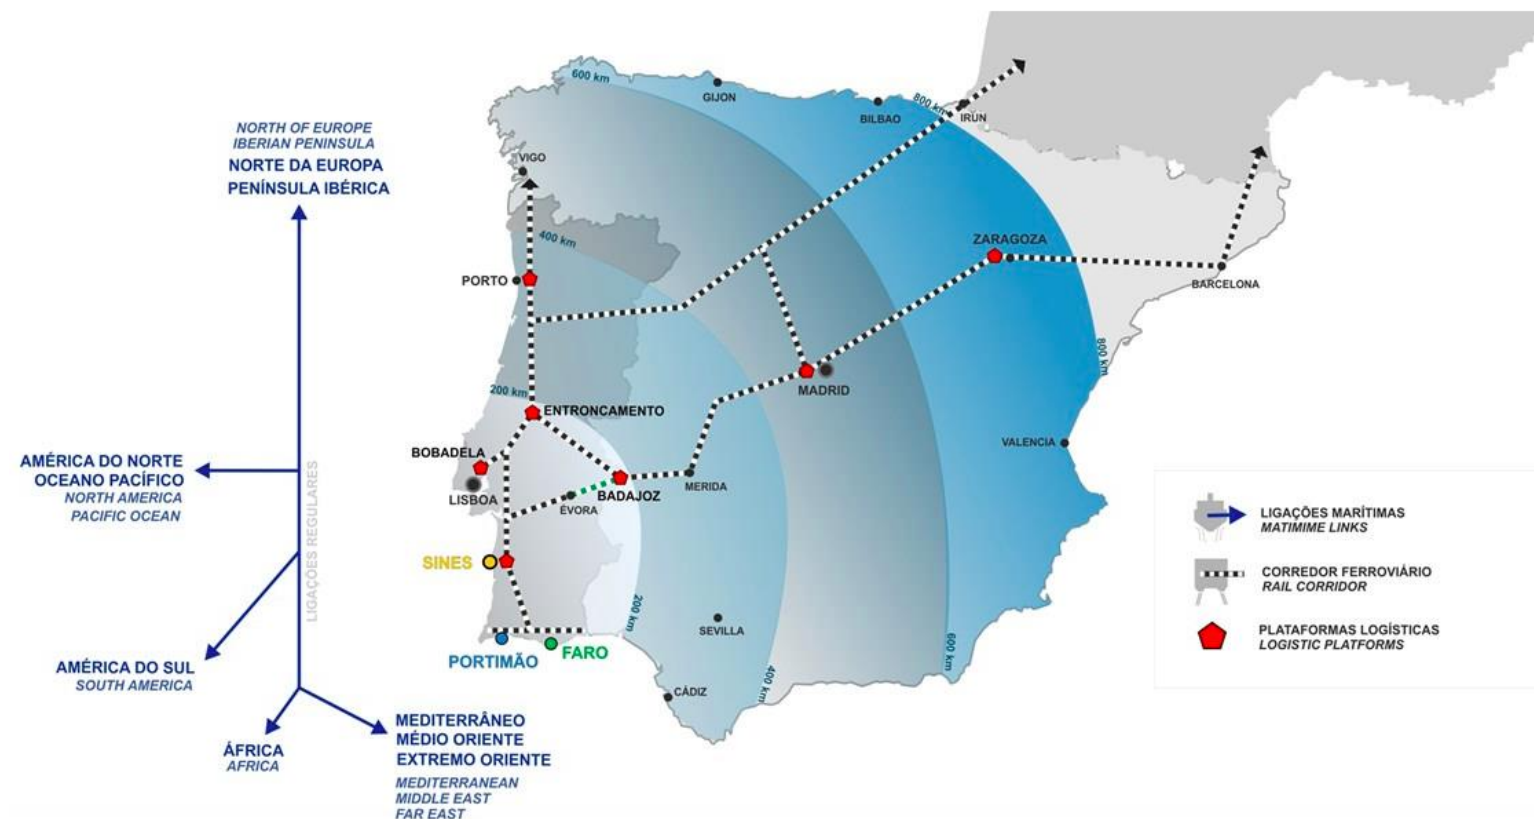 NORTH OF EUROPE
IBERIAN PENINSULA
NORTE DA EUROPA
PENÍNSULA IBÉRICA
AMÉRICA DO NORTE
OCEANO PACÍFICO
NORTH AMERICA
PACIFIC OCEAN
LIGAÇÕES REGULARES
AMÉRICA DO SUL
SOUTH AMERICA
ÁFRICA
AFRICA
MEDITERRÂNEO
MÉDIO ORIENTE
EXTREMO ORIENTE
MEDITERRANEAN
MIDDLE EAST
FAR EAST
600 km
GIJON
BILBAO
800 km
IRÚN
VIGO
400 km
PORTO
ZARAGOZA
BARCELONA
200 km
ENTRONCAMENTO
MADRID
800 km
BOBADELA
LISBOA
BADAJOZ
MERIDA
VALENCIA
ÉVORA
SINES
200 km
SEVILLA
PORTIMÃO
FARO
400 km
600 km
CÁDIZ
LIGAÇÕES MARÍTIMAS
MATIMIME LINKS
CORREDOR FERROVIÁRIO
RAIL CORRIDOR
PLATAFORMAS LOGÍSTICAS
LOGISTIC PLATFORMS